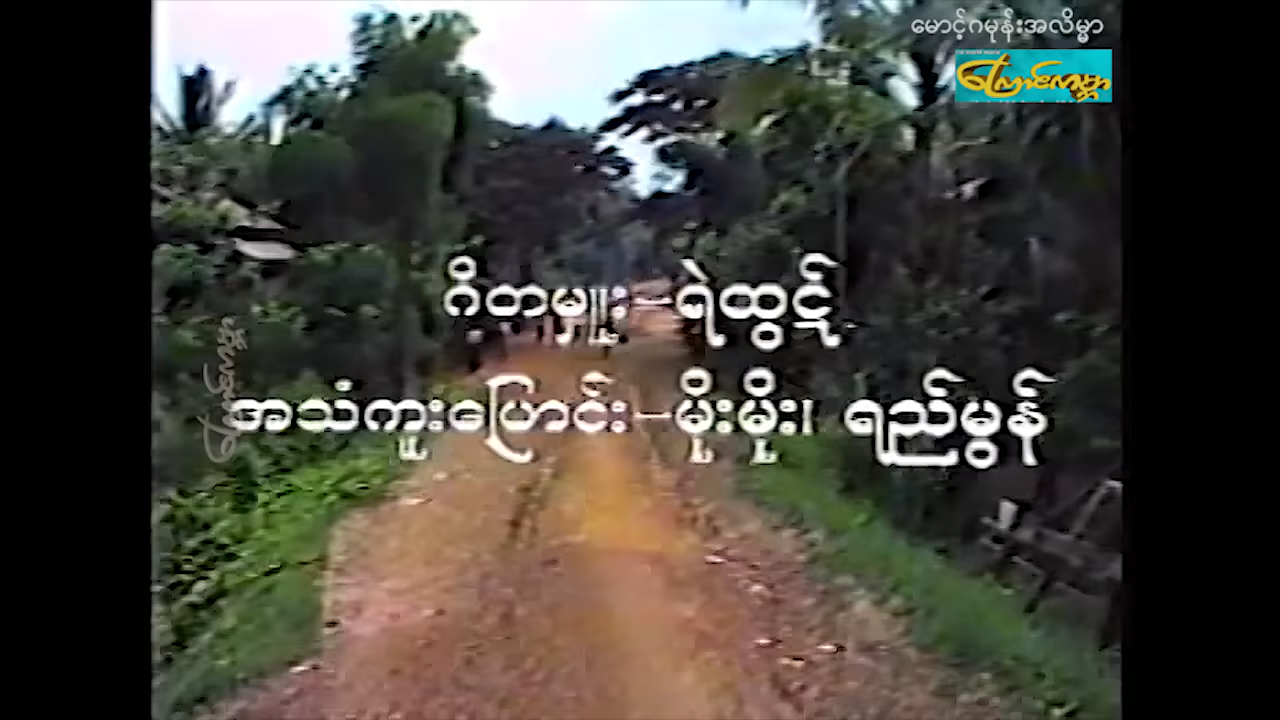 မောင့်ဂမုန်းအလိမ္မာ
ဂီတမှူး-ရဲထွဋ်
အသံကူးပြောင်း-မိုးမိုး၊ ရည်မွန်